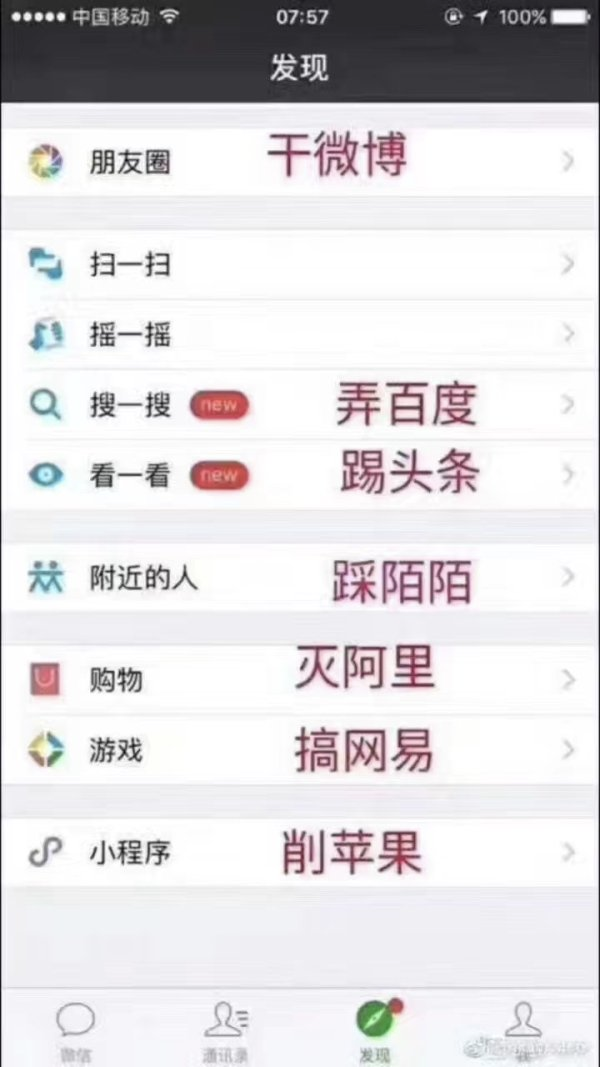 中国移动 07:57 100%
发现
朋友圈 干微博
扫一扫
摇一摇
搜一搜 new 弄百度
看一看 new 踢头条
附近的人 踩陌陌
购物 灭阿里
游戏 搞网易
小程序 削苹果
微信 通讯录 发现 我